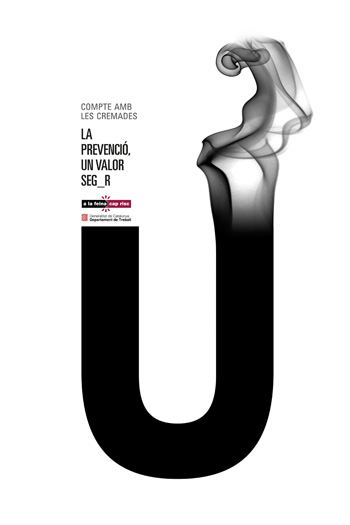 COMPTE AMB
LES CREMADES
LA
PREVENCIÓ,
UN VALOR
SEG_R
a la feina cap risc
Generalitat de Catalunya
Departament de Treball
U